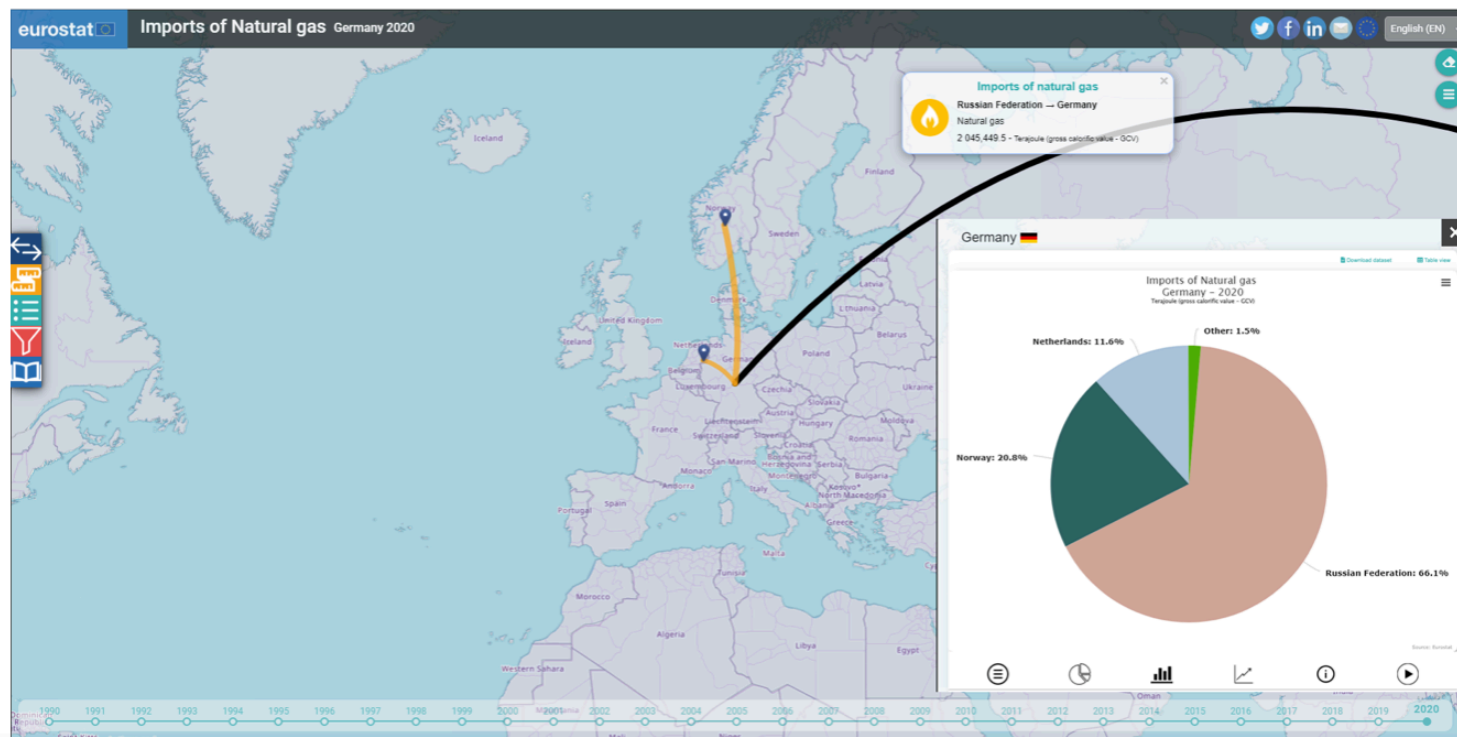 eurostat
Imports of Natural gas Germany 2020
English (EN)
Imports of natural gas
Russian Federation → Germany
Natural gas
2 045,449.5 - Terajoule (gross calorific value - GCV)
Iceland
Finland
Norway
Sweden
Estonia
Latvia
Denmark
Lithuania
United Kingdom
Iceland
Belarus
Netherlands
Germany
Poland
Belgium
Luxembourg
Czechia
Ukraine
Slovakia
Austria
Liechtenstein
Hungary
Moldova
France
Switzerland
Slovenia
Croatia
Romania
San Marino
Bosnia and
Herzegovina
Serbia
Monaco
Montenegro
Bulgaria
Andorra
Kosovo*
Italy
North Macedonia
Spain
Albania
Portugal
Greece
Malta
Tunisia
Morocco
Algeria
Libya
Egypt
Western Sahara
Mauritania
Oman
Mali
Niger
Germany
Download dataset
Table view
Imports of Natural gas
Germany – 2020
Terajoule (gross calorific value - GCV)
Other: 1.5%
Netherlands: 11.6%
Norway: 20.8%
Russian Federation: 66.1%
Source: Eurostat
1990 1991 1992 1993 1994 1995 1996 1997 1998 1999 2000 2001 2002 2003 2004 2005 2006 2007 2008 2009 2010 2011 2012 2013 2014 2015 2016 2017 2018 2019 2020